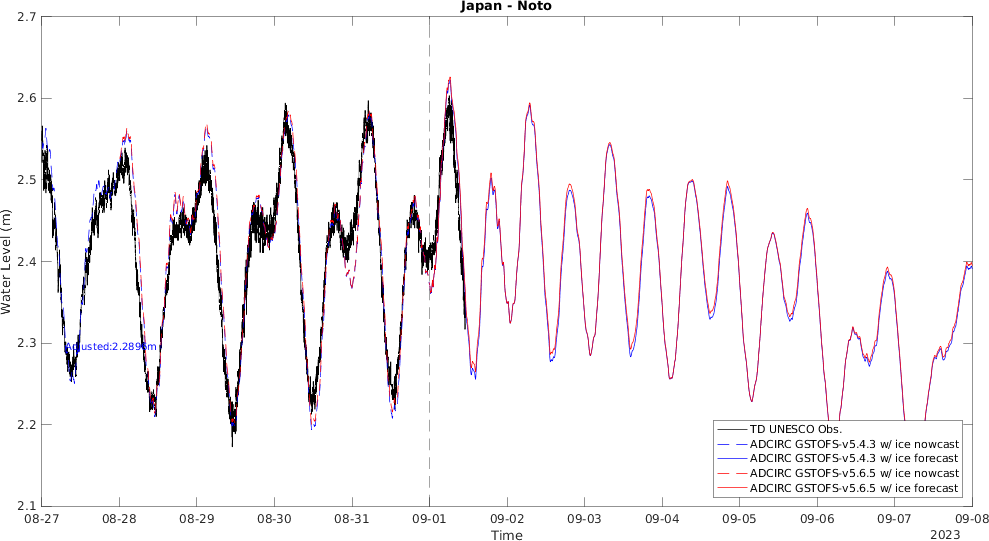 Japan - Noto
2.7
2.6
2.5
2.4
2.3
2.2
2.1
Water Level (m)
Adjusted:2.2895m
TD UNESCO Obs.
ADCIRC GSTOFS-v5.4.3 w/ ice nowcast
ADCIRC GSTOFS-v5.4.3 w/ ice forecast
ADCIRC GSTOFS-v5.6.5 w/ ice nowcast
ADCIRC GSTOFS-v5.6.5 w/ ice forecast
08-27 08-28 08-29 08-30 08-31 09-01 09-02 09-03 09-04 09-05 09-06 09-07 09-08
Time
2023